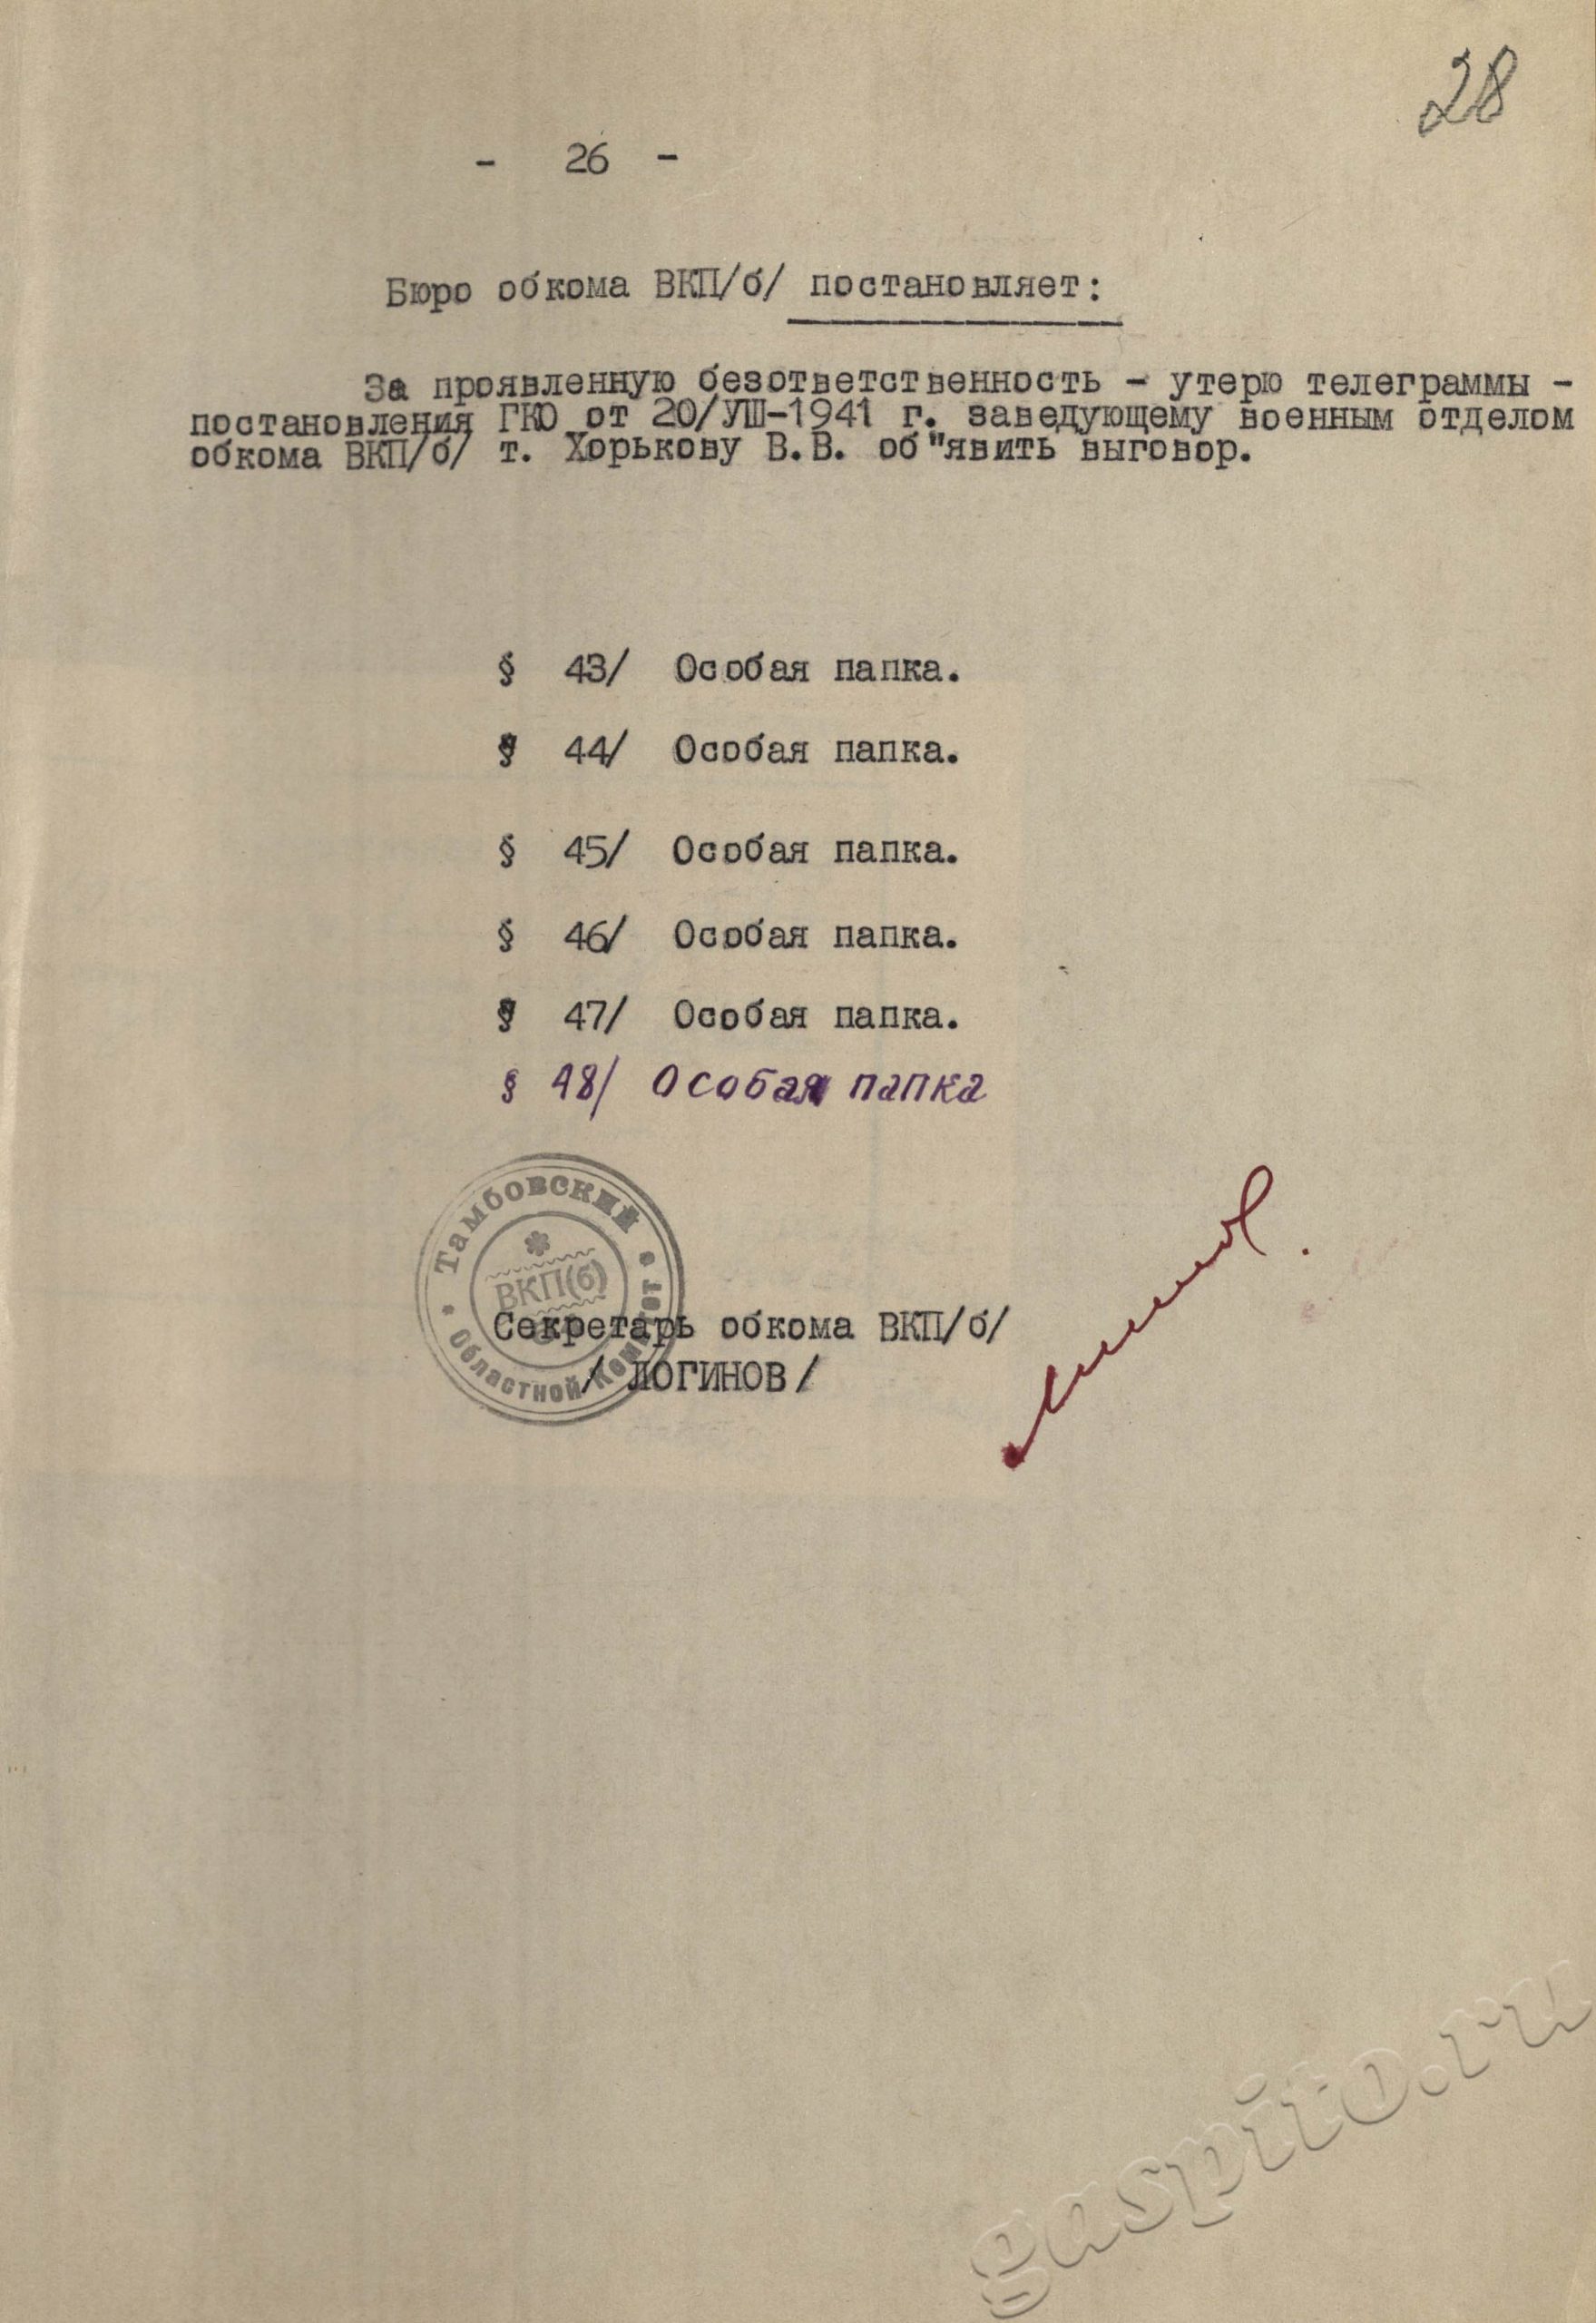 28
- 26 -
Бюро обкома ВКП/б/ постановляет:
За проявленную безответственность - утерю телеграммы -
постановления ГКО от 20/УШ-1941 г. заведующему военным отделом
обкома ВКП/б/ т. Хорькову В.В. об"явить выговор.
§ 43/ Особая папка.
§ 44/ Особая папка.
§ 45/ Особая папка.
§ 46/ Особая папка.
§ 47/ Особая папка.
§ 48/ Особая папка
Тамбовский
Областной Комитет
ВКП(б)
Секретарь обкома ВКП/б/
/ ЛОГИНОВ /
gaspito.ru